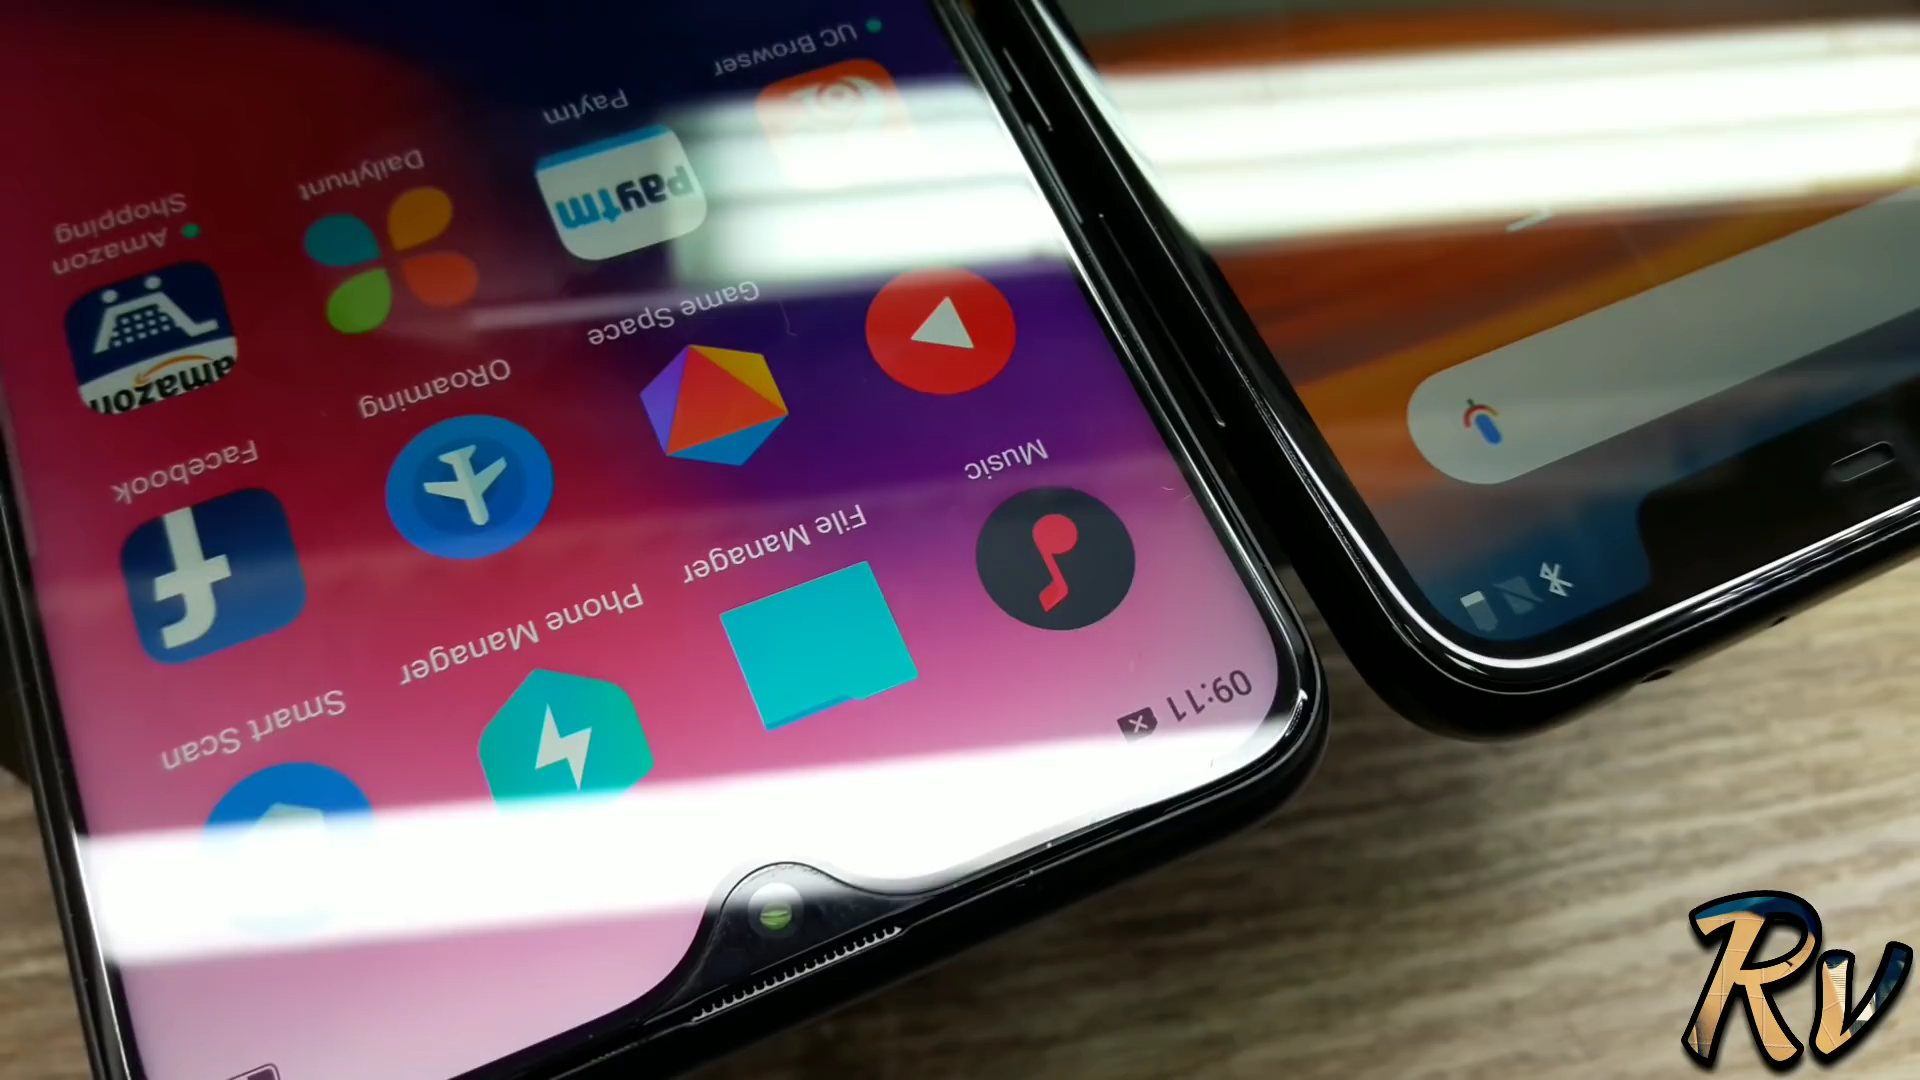 09:11
Music
File Manager
Phone Manager
Smart Scan
Game Space
ORoaming
Facebook
UC Browser
Paytm
paytm
Dailyhunt
Amazon
Shopping
amazon
Rv